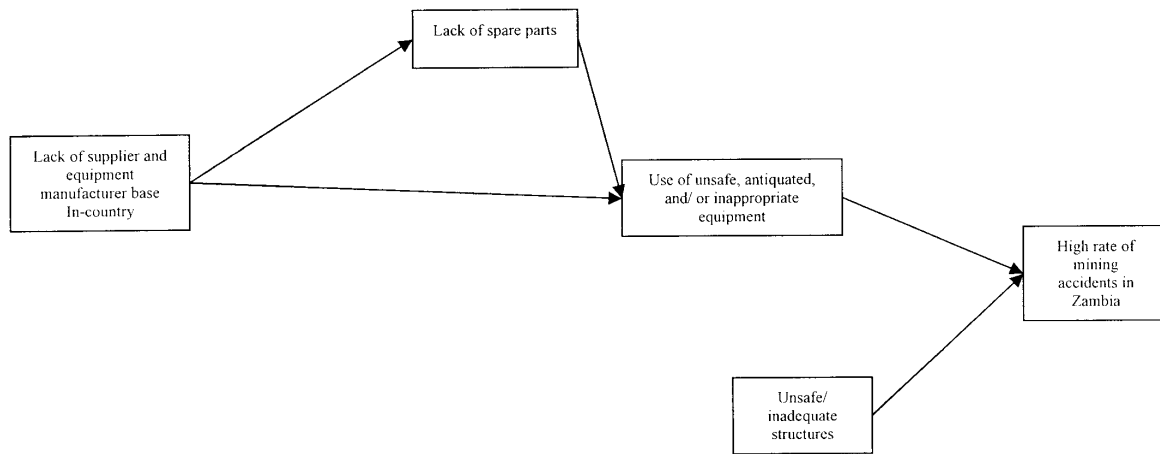 Lack of spare parts
Lack of supplier and
equipment
manufacturer base
In-country
Use of unsafe, antiquated,
and/ or inappropriate
equipment
High rate of
mining
accidents in
Zambia
Unsafe/
inadequate
structures